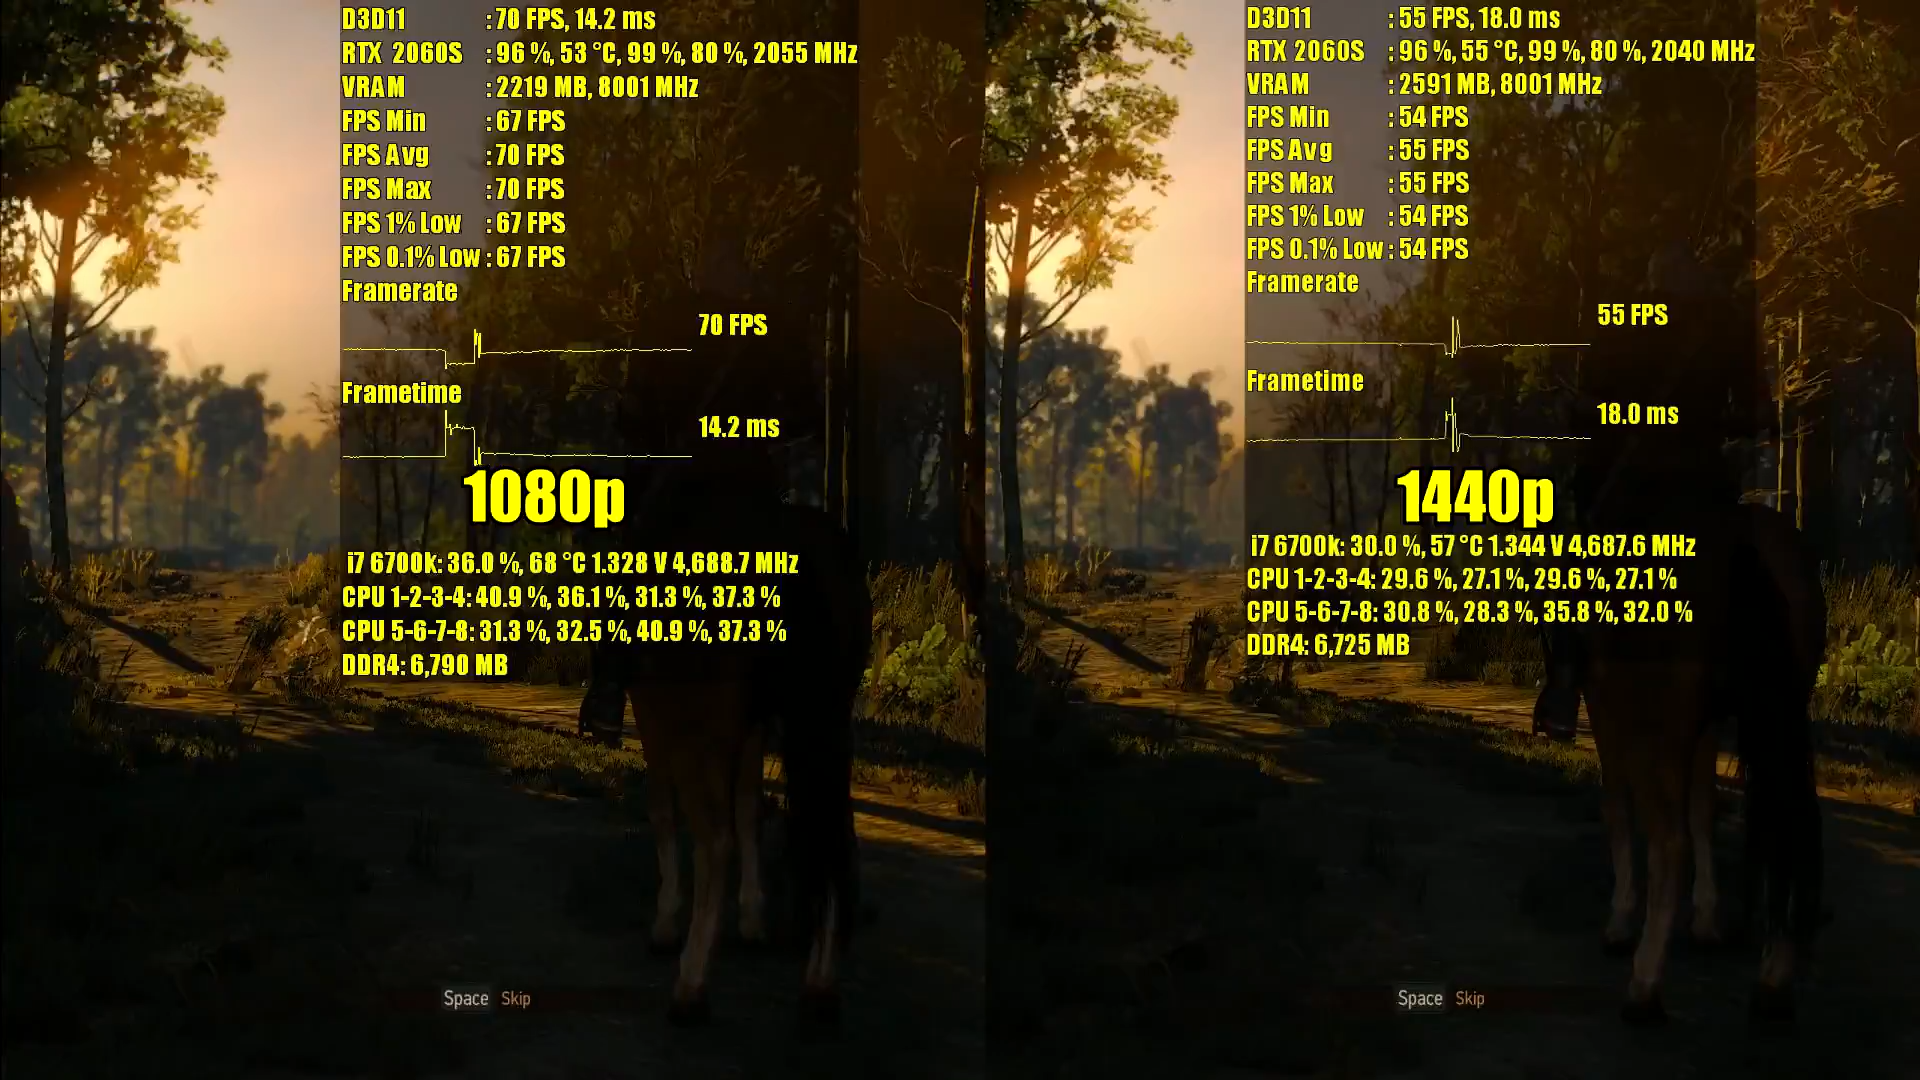 D3D11 : 70 FPS, 14.2 ms
RTX 2060S : 96 %, 53 °C, 99 %, 80 %, 2055 MHz
VRAM : 2219 MB, 8001 MHz
FPS Min : 67 FPS
FPS Avg : 70 FPS
FPS Max : 70 FPS
FPS 1% Low : 67 FPS
FPS 0.1% Low : 67 FPS
Framerate
70 FPS
Frametime
14.2 ms
1080p
i7 6700k: 36.0 %, 68 °C 1.328 V 4,688.7 MHz
CPU 1-2-3-4: 40.9 %, 36.1 %, 31.3 %, 37.3 %
CPU 5-6-7-8: 31.3 %, 32.5 %, 40.9 %, 37.3 %
DDR4: 6,790 MB
Space Skip
D3D11 : 55 FPS, 18.0 ms
RTX 2060S : 96 %, 55 °C, 99 %, 80 %, 2040 MHz
VRAM : 2591 MB, 8001 MHz
FPS Min : 54 FPS
FPS Avg : 55 FPS
FPS Max : 55 FPS
FPS 1% Low : 54 FPS
FPS 0.1% Low : 54 FPS
Framerate
55 FPS
Frametime
18.0 ms
1440p
i7 6700k: 30.0 %, 57 °C 1.344 V 4,687.6 MHz
CPU 1-2-3-4: 29.6 %, 27.1 %, 29.6 %, 27.1 %
CPU 5-6-7-8: 30.8 %, 28.3 %, 35.8 %, 32.0 %
DDR4: 6,725 MB
Space Skip